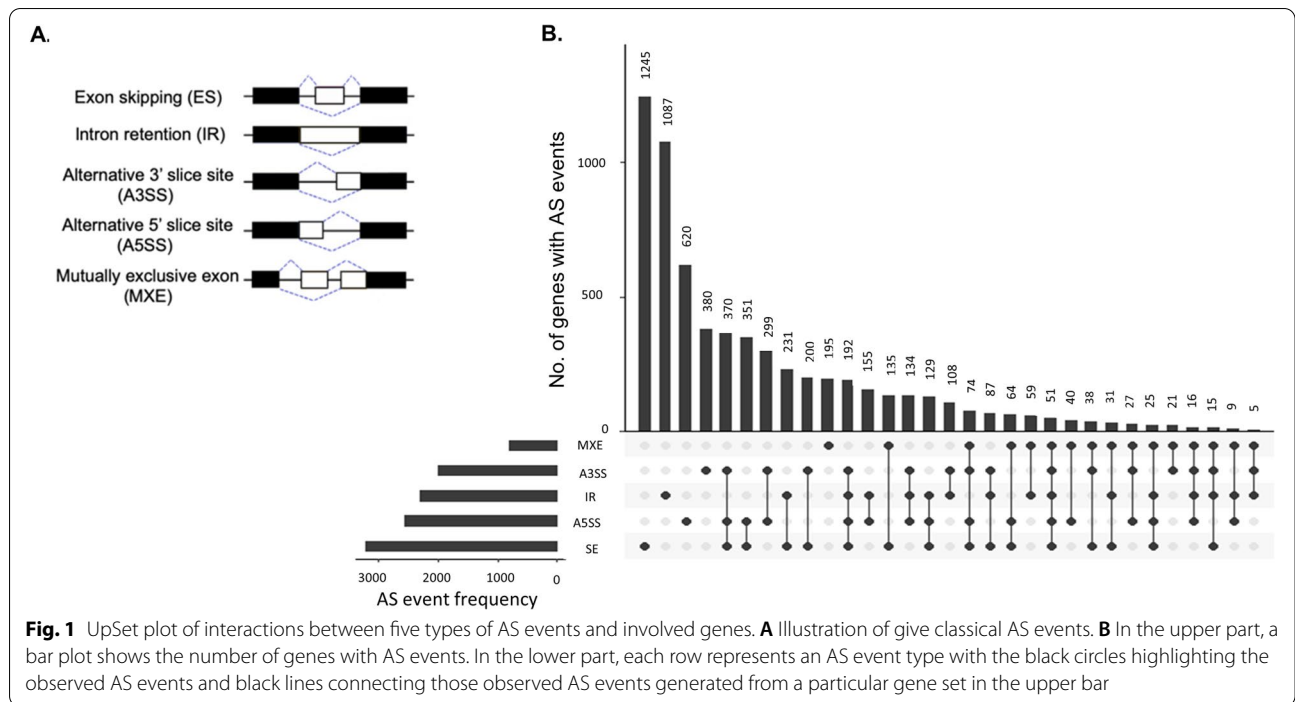 A.
Exon skipping (ES)
Intron retention (IR)
Alternative 3' slice site
(A3SS)
Alternative 5' slice site
(A5SS)
Mutually exclusive exon
(MXE)
B.
No. of genes with AS events
1000
500
0
1245
1087
620
380
370
351
299
231
200
195
192
155
135
134
129
108
74
87
64
59
51
40
38
31
27
25
21
16
15
9
5
MXE
A3SS
IR
A5SS
SE
3000 2000 1000 0
AS event frequency
Fig. 1 UpSet plot of interactions between five types of AS events and involved genes. A Illustration of give classical AS events. B In the upper part, a
bar plot shows the number of genes with AS events. In the lower part, each row represents an AS event type with the black circles highlighting the
observed AS events and black lines connecting those observed AS events generated from a particular gene set in the upper bar